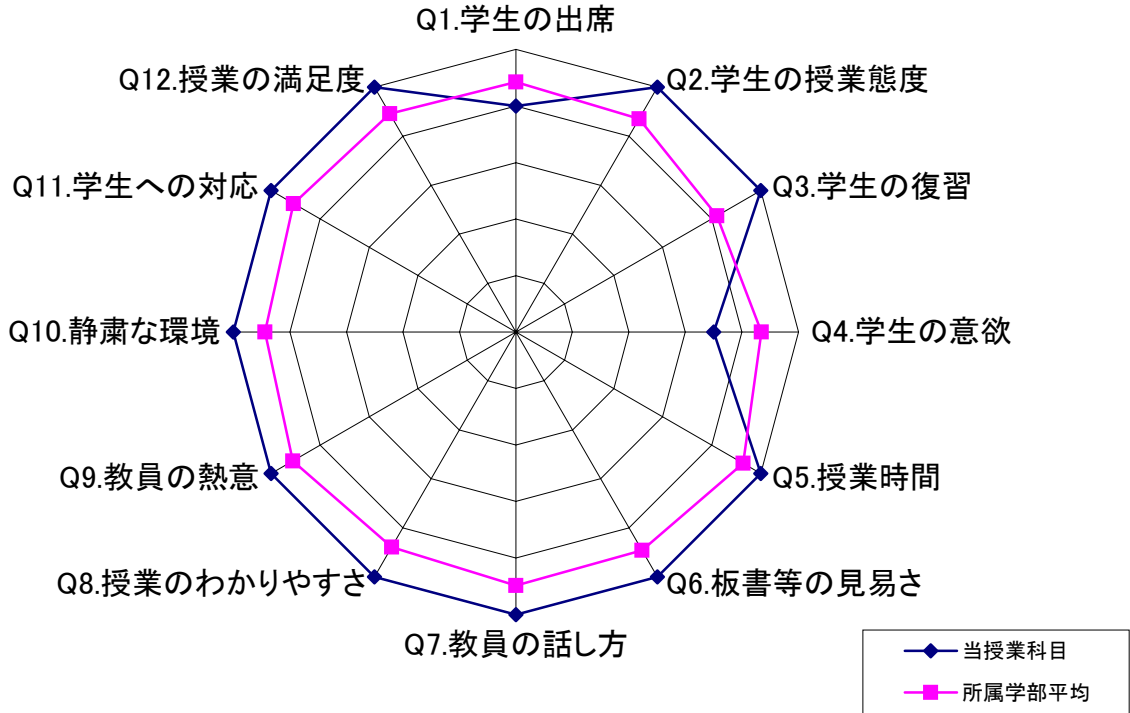 Q1.学生の出席
Q2.学生の授業態度
Q3.学生の復習
Q4.学生の意欲
Q5.授業時間
Q6.板書等の見易さ
Q7.教員の話し方
Q8.授業のわかりやすさ
Q9.教員の熱意
Q10.静粛な環境
Q11.学生への対応
Q12.授業の満足度
当授業科目
所属学部平均